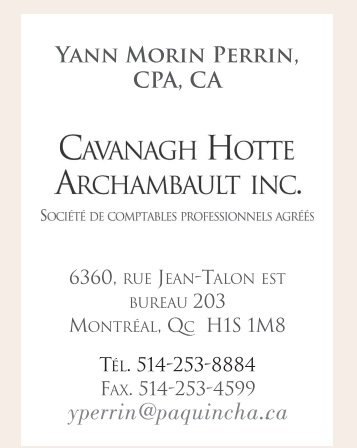 Yann Morin Perrin,
CPA, CA
Cavanagh Hotte
Archambault inc.
Société de comptables professionnels agréés
6360, rue Jean-Talon est
bureau 203
Montréal, Qc H1S 1M8
Tél. 514-253-8884
Fax. 514-253-4599
yperrin@paquincha.ca